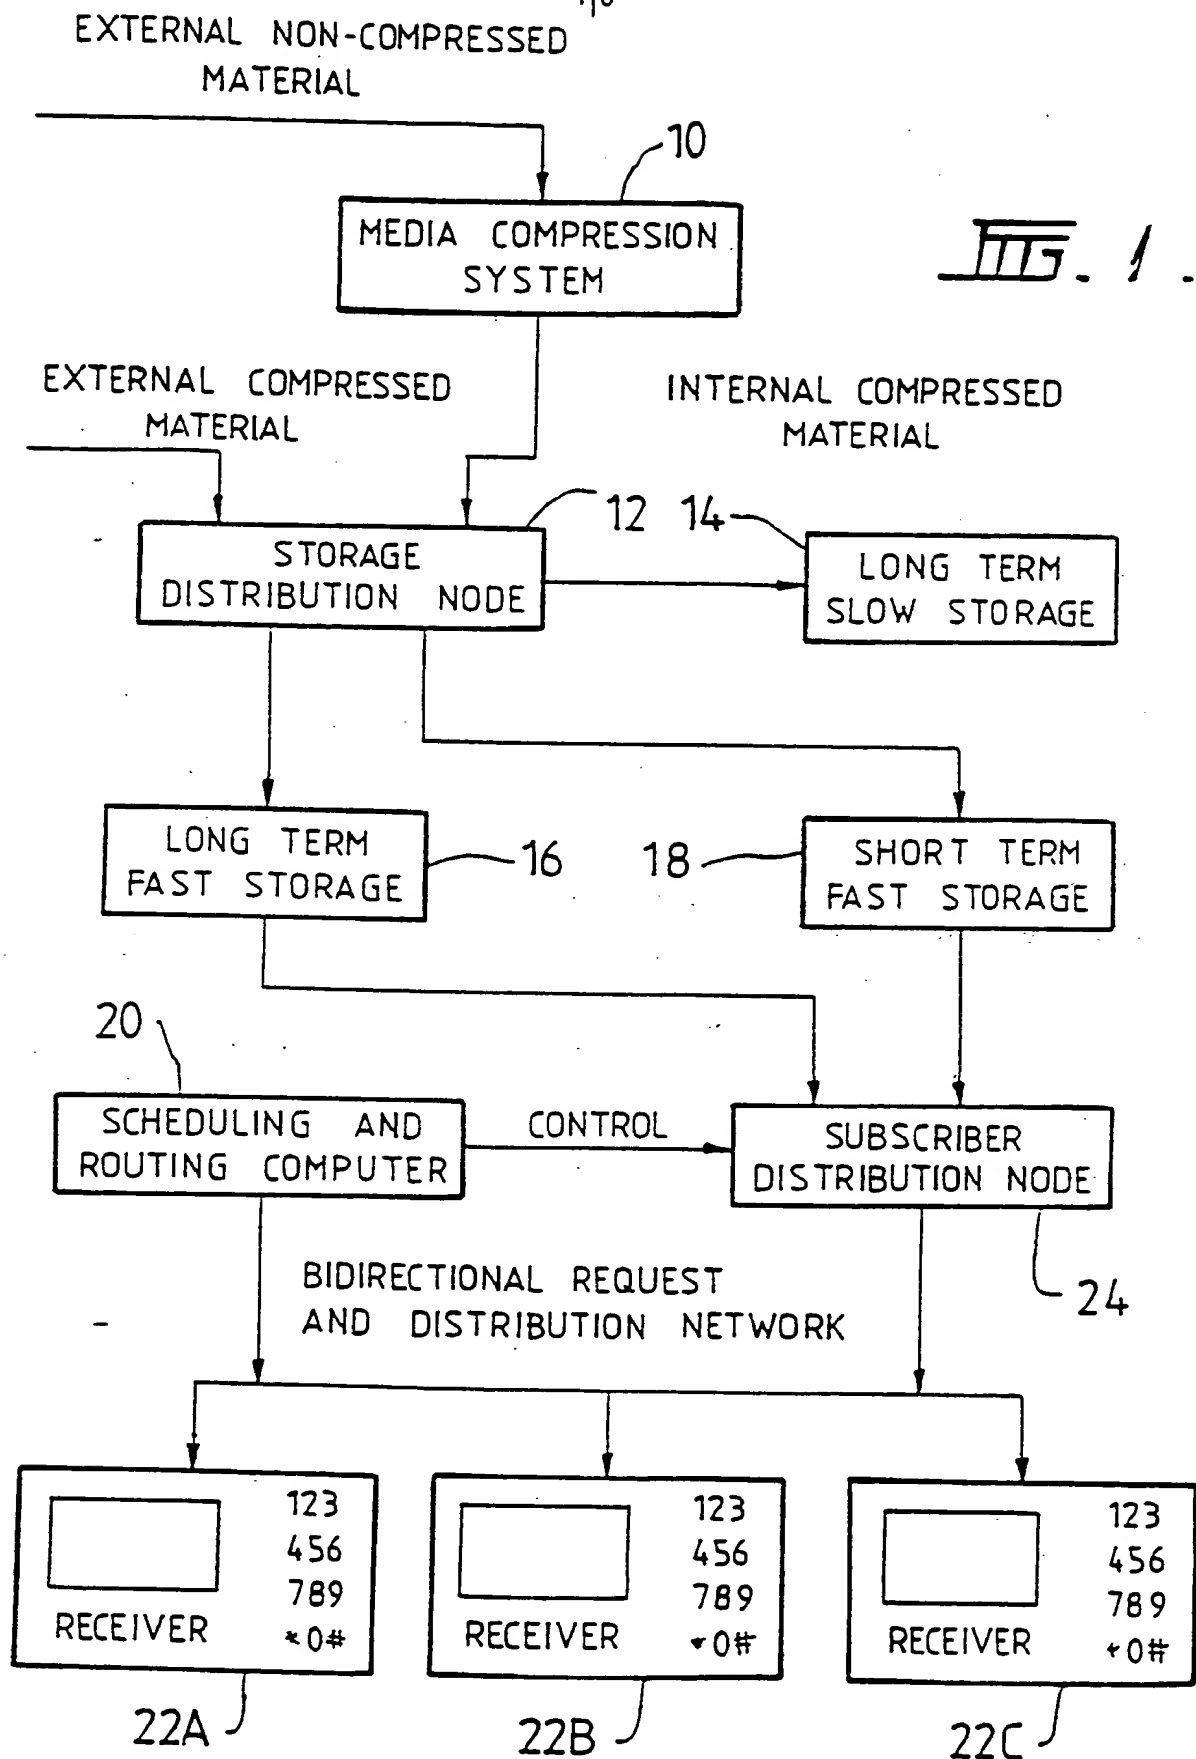 EXTERNAL NON-COMPRESSED
MATERIAL
10
MEDIA COMPRESSION
SYSTEM
FIG. 1.
EXTERNAL COMPRESSED
MATERIAL
INTERNAL COMPRESSED
MATERIAL
12
14
STORAGE
DISTRIBUTION NODE
LONG TERM
SLOW STORAGE
LONG TERM
FAST STORAGE
16
18
SHORT TERM
FAST STORAGE
20
SCHEDULING AND
ROUTING COMPUTER
CONTROL
SUBSCRIBER
DISTRIBUTION NODE
24
BIDIRECTIONAL REQUEST
AND DISTRIBUTION NETWORK
123
456
789
RECEIVER
*0#
22A
123
456
789
RECEIVER
*0#
22B
123
456
789
RECEIVER
*0#
22C